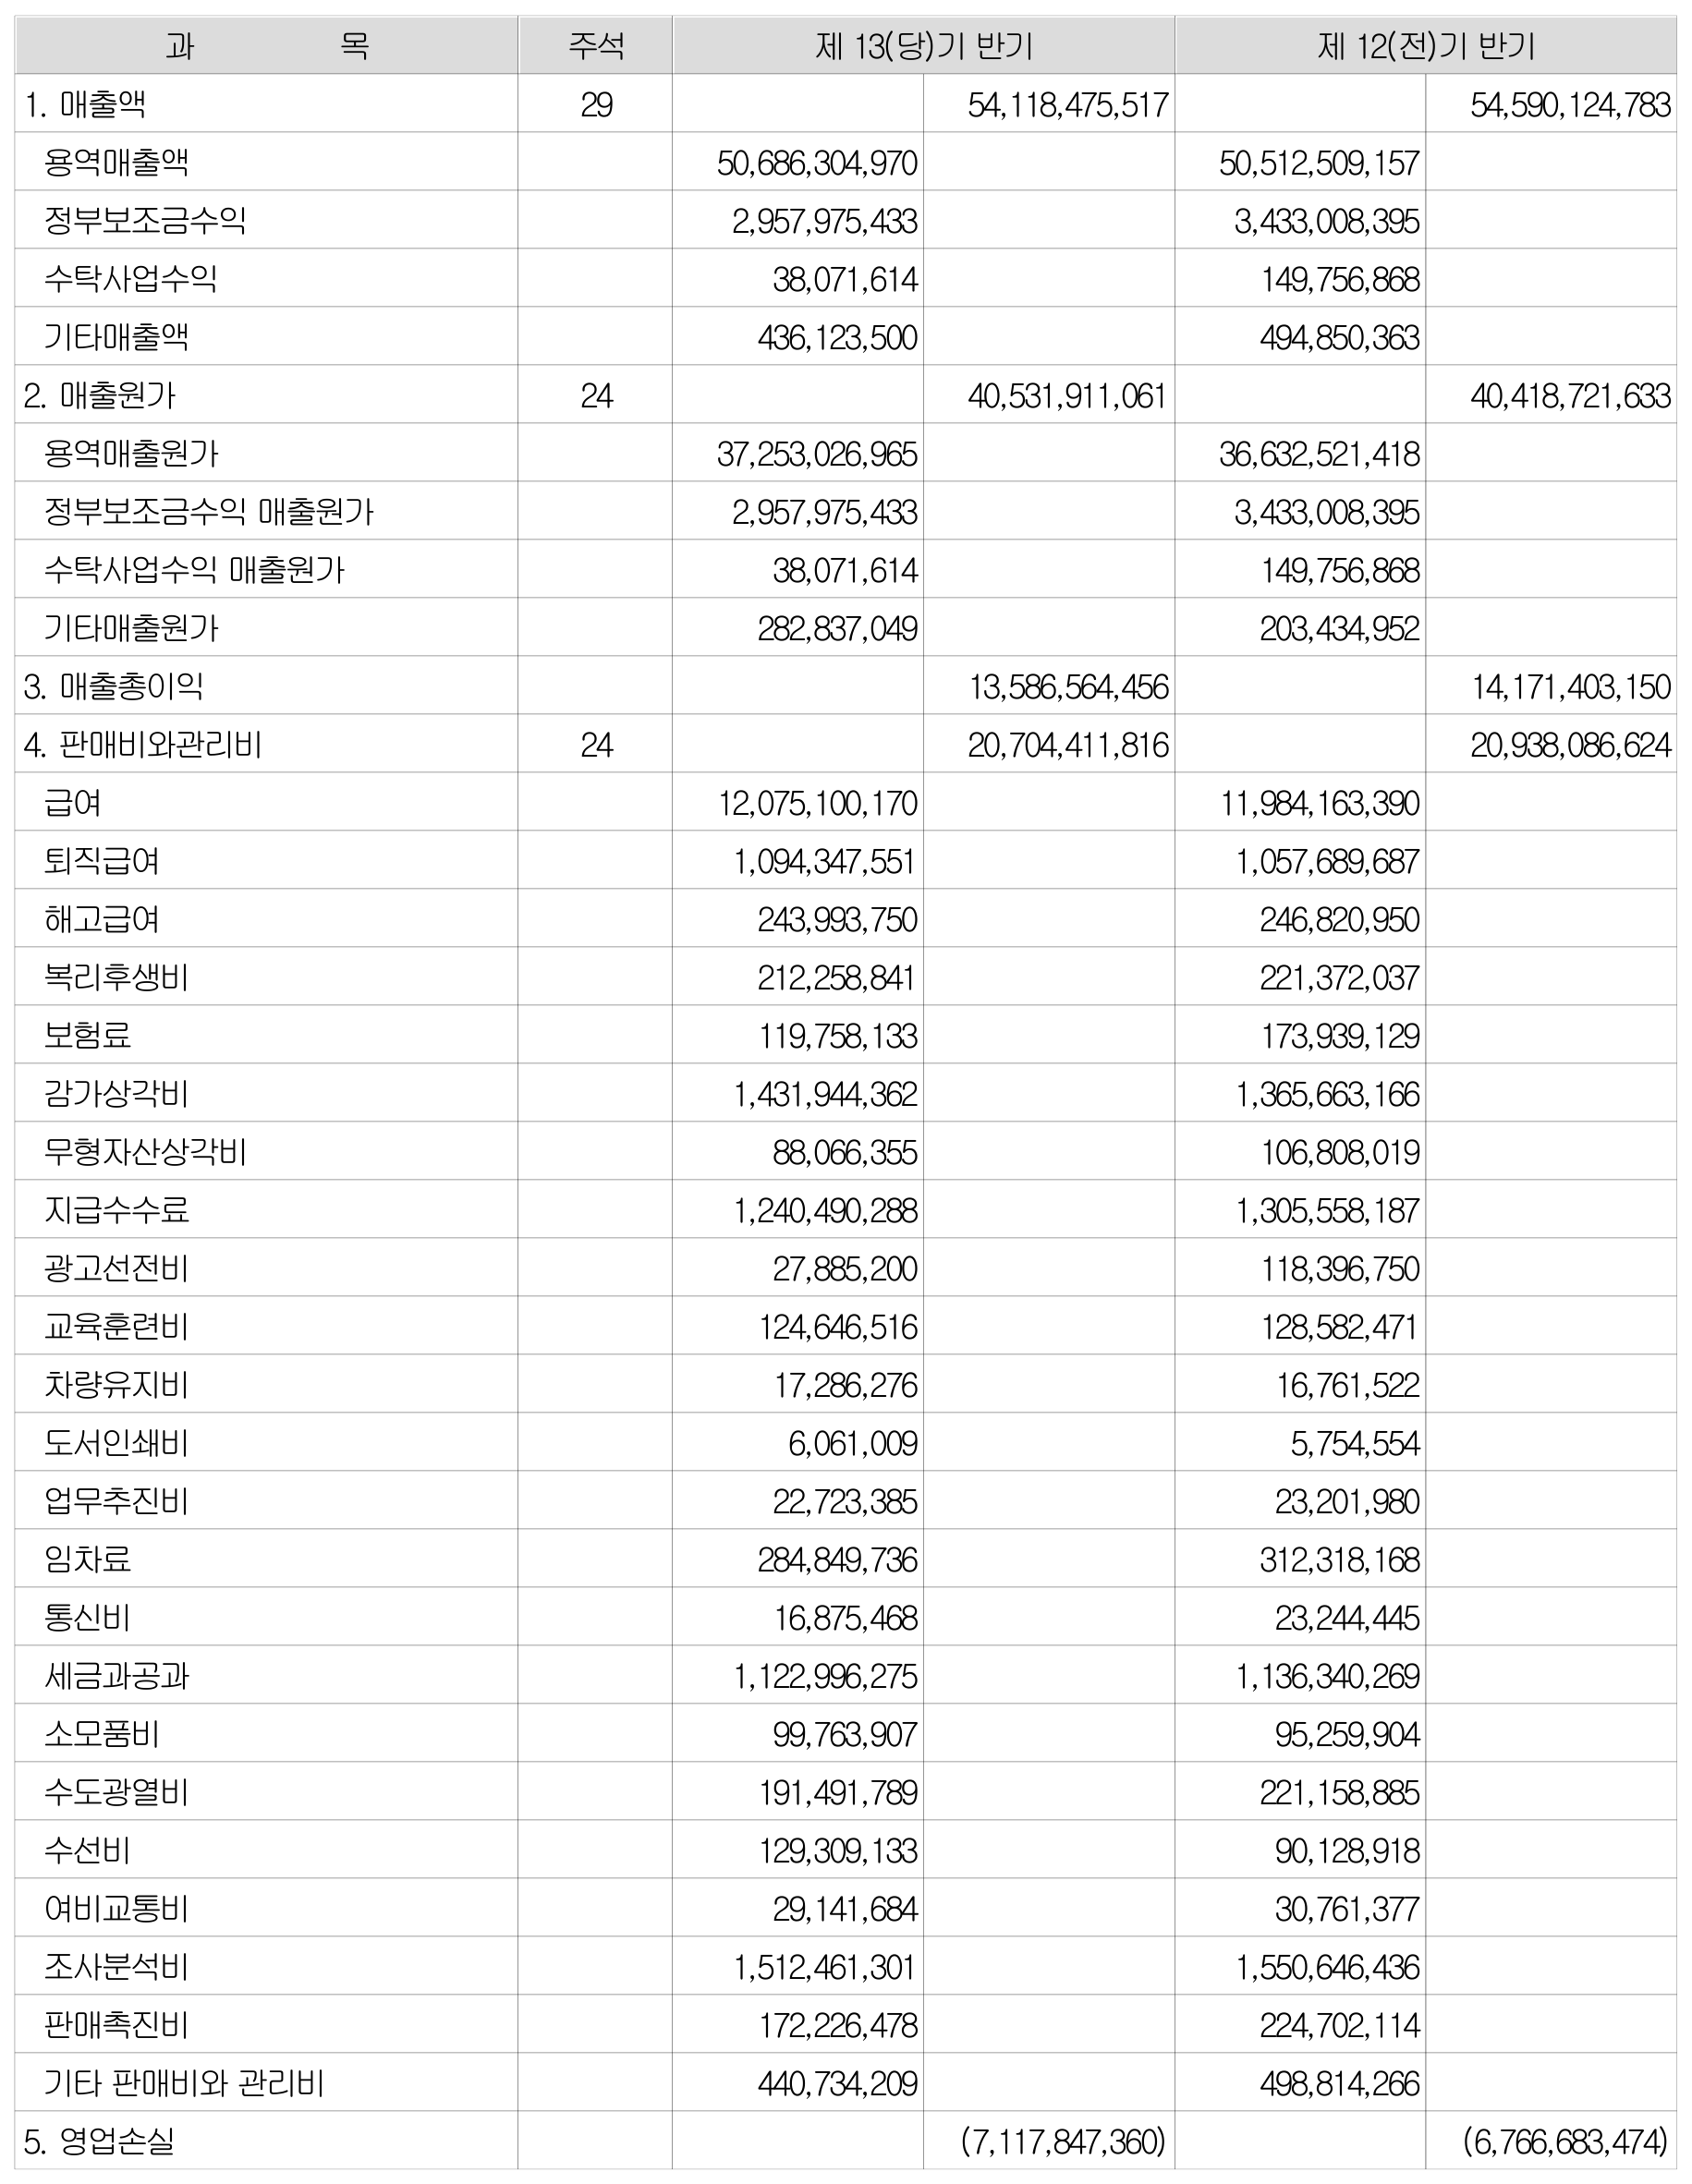 과 목 주석 제 13(당)기 반기 제 12(전)기 반기
1. 매출액 29 54,118,475,517 54,590,124,783
용역매출액 50,686,304,970 50,512,509,157
정부보조금수익 2,957,975,433 3,433,008,395
수탁사업수익 38,071,614 149,756,868
기타매출액 436,123,500 494,850,363
2. 매출원가 24 40,531,911,061 40,418,721,633
용역매출원가 37,253,026,965 36,632,521,418
정부보조금수익 매출원가 2,957,975,433 3,433,008,395
수탁사업수익 매출원가 38,071,614 149,756,868
기타매출원가 282,837,049 203,434,952
3. 매출총이익 13,586,564,456 14,171,403,150
4. 판매비와관리비 24 20,704,411,816 20,938,086,624
급여 12,075,100,170 11,984,163,390
퇴직급여 1,094,347,551 1,057,689,687
해고급여 243,993,750 246,820,950
복리후생비 212,258,841 221,372,037
보험료 119,758,133 173,939,129
감가상각비 1,431,944,362 1,365,663,166
무형자산상각비 88,066,355 106,808,019
지급수수료 1,240,490,288 1,305,558,187
광고선전비 27,885,200 118,396,750
교육훈련비 124,646,516 128,582,471
차량유지비 17,286,276 16,761,522
도서인쇄비 6,061,009 5,754,554
업무추진비 22,723,385 23,201,980
임차료 284,849,736 312,318,168
통신비 16,875,468 23,244,445
세금과공과 1,122,996,275 1,136,340,269
소모품비 99,763,907 95,259,904
수도광열비 191,491,789 221,158,885
수선비 129,309,133 90,128,918
여비교통비 29,141,684 30,761,377
조사분석비 1,512,461,301 1,550,646,436
판매촉진비 172,226,478 224,702,114
기타 판매비와 관리비 440,734,209 498,814,266
5. 영업손실 (7,117,847,360) (6,766,683,474)